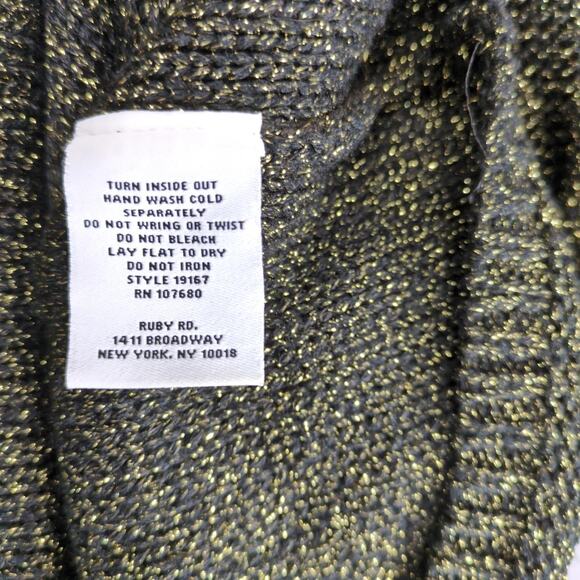 TURN INSIDE OUT
HAND WASH COLD
SEPARATELY
DO NOT WRING OR TWIST
DO NOT BLEACH
LAY FLAT TO DRY
DO NOT IRON
STYLE 19167
RN 107680
RUBY RD.
1411 BROADWAY
NEW YORK, NY 10018